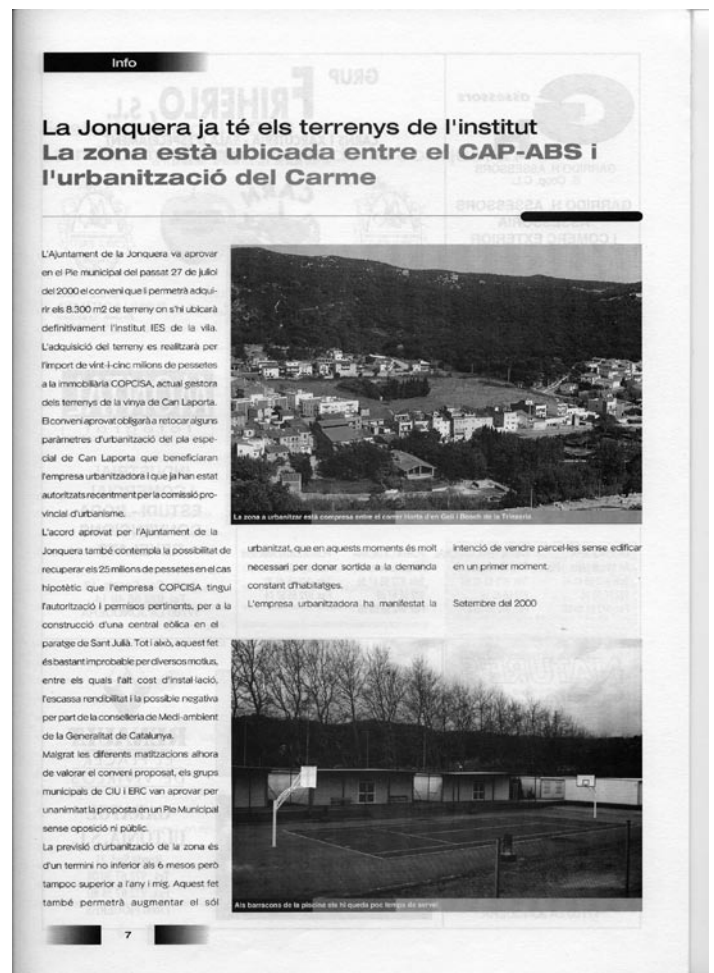 Info
La Jonquera ja té els terrenys de l'institut
La zona està ubicada entre el CAP-ABS i
l'urbanització del Carme
L'Ajuntament de la Jonquera va aprovar
en el Ple municipal del passat 27 de juliol
del 2000 el conveni que li permetrà adqui-
rir els 8.300 m2 de terreny on s'hi ubicarà
definitivament l'institut IES de la vila.
L'adquisició del terreny es realitzarà per
l'import de vint-i-cinc milions de pessetes
a la immobiliària COPCISA, actual gestora
dels terrenys de la vinya de Can Laporta.
El conveni aprovat obligarà a retocar alguns
paràmetres d'urbanització del pla espe-
cial de Can Laporta que beneficiaran
l'empresa urbanitzadora i que ja han estat
autoritzats recentment per la comissió pro-
vincial d'urbanisme.
L'acord aprovat per l'Ajuntament de la
Jonquera també contempla la possibilitat de
recuperar els 25 milions de pessetes en el cas
hipotètic que l'empresa COPCISA tingui
l'autorització i permisos pertinents, per a la
construcció d'una central eòlica en el
paratge de Sant Julià. Tot i això, aquest fet
és bastant improbable per diversos motius,
entre els quals l'alt cost d'instal·lació,
l'escassa rendibilitat i la possible negativa
per part de la conselleria de Medi-ambient
de la Generalitat de Catalunya.
Malgrat les diferents matitzacions alhora
de valorar el conveni proposat, els grups
municipals de CIU i ERC van aprovar per
unanimitat la proposta en un Ple Municipal
sense oposició ni públic.
La previsió d'urbanització de la zona és
d'un termini no inferior als 6 mesos però
tampoc superior a l'any i mig. Aquest fet
també permetrà augmentar el sól
La zona a urbanitzar està compresa entre el carrer Horta d'en Geli i Bosch de la Trinxeria
urbanitzat, que en aquests moments és molt
necessari per donar sortida a la demanda
constant d'habitatges.
L'empresa urbanitzadora ha manifestat la
intenció de vendre parcel·les sense edificar
en un primer moment.
Setembre del 2000
Als barracons de la piscina els hi queda poc temps de servei
7